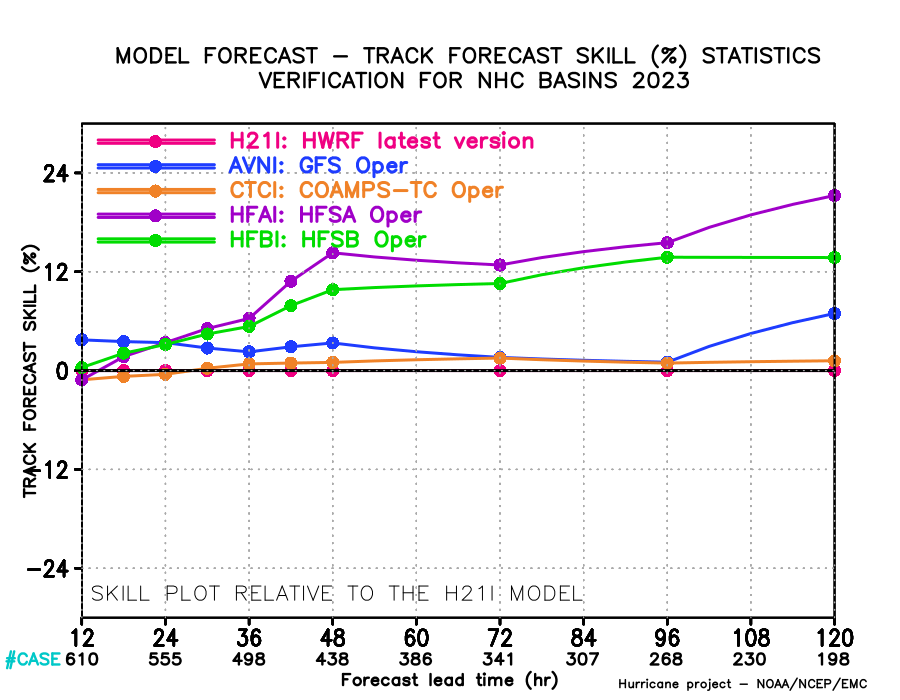 MODEL FORECAST – TRACK FORECAST SKILL (%) STATISTICS
VERIFICATION FOR NHC BASINS 2023
H21I: HWRF latest version
AVNI: GFS Oper
CTCI: COAMPS–TC Oper
HFAI: HFSA Oper
HFBI: HFSB Oper
24
12
0
–12
–24
TRACK FORECAST SKILL (%)
SKILL PLOT RELATIVE TO THE H21I MODEL
12 24 36 48 60 72 84 96 108 120
#CASE 610 555 498 438 386 341 307 268 230 198
Forecast lead time (hr)
Hurricane project – NOAA/NCEP/EMC